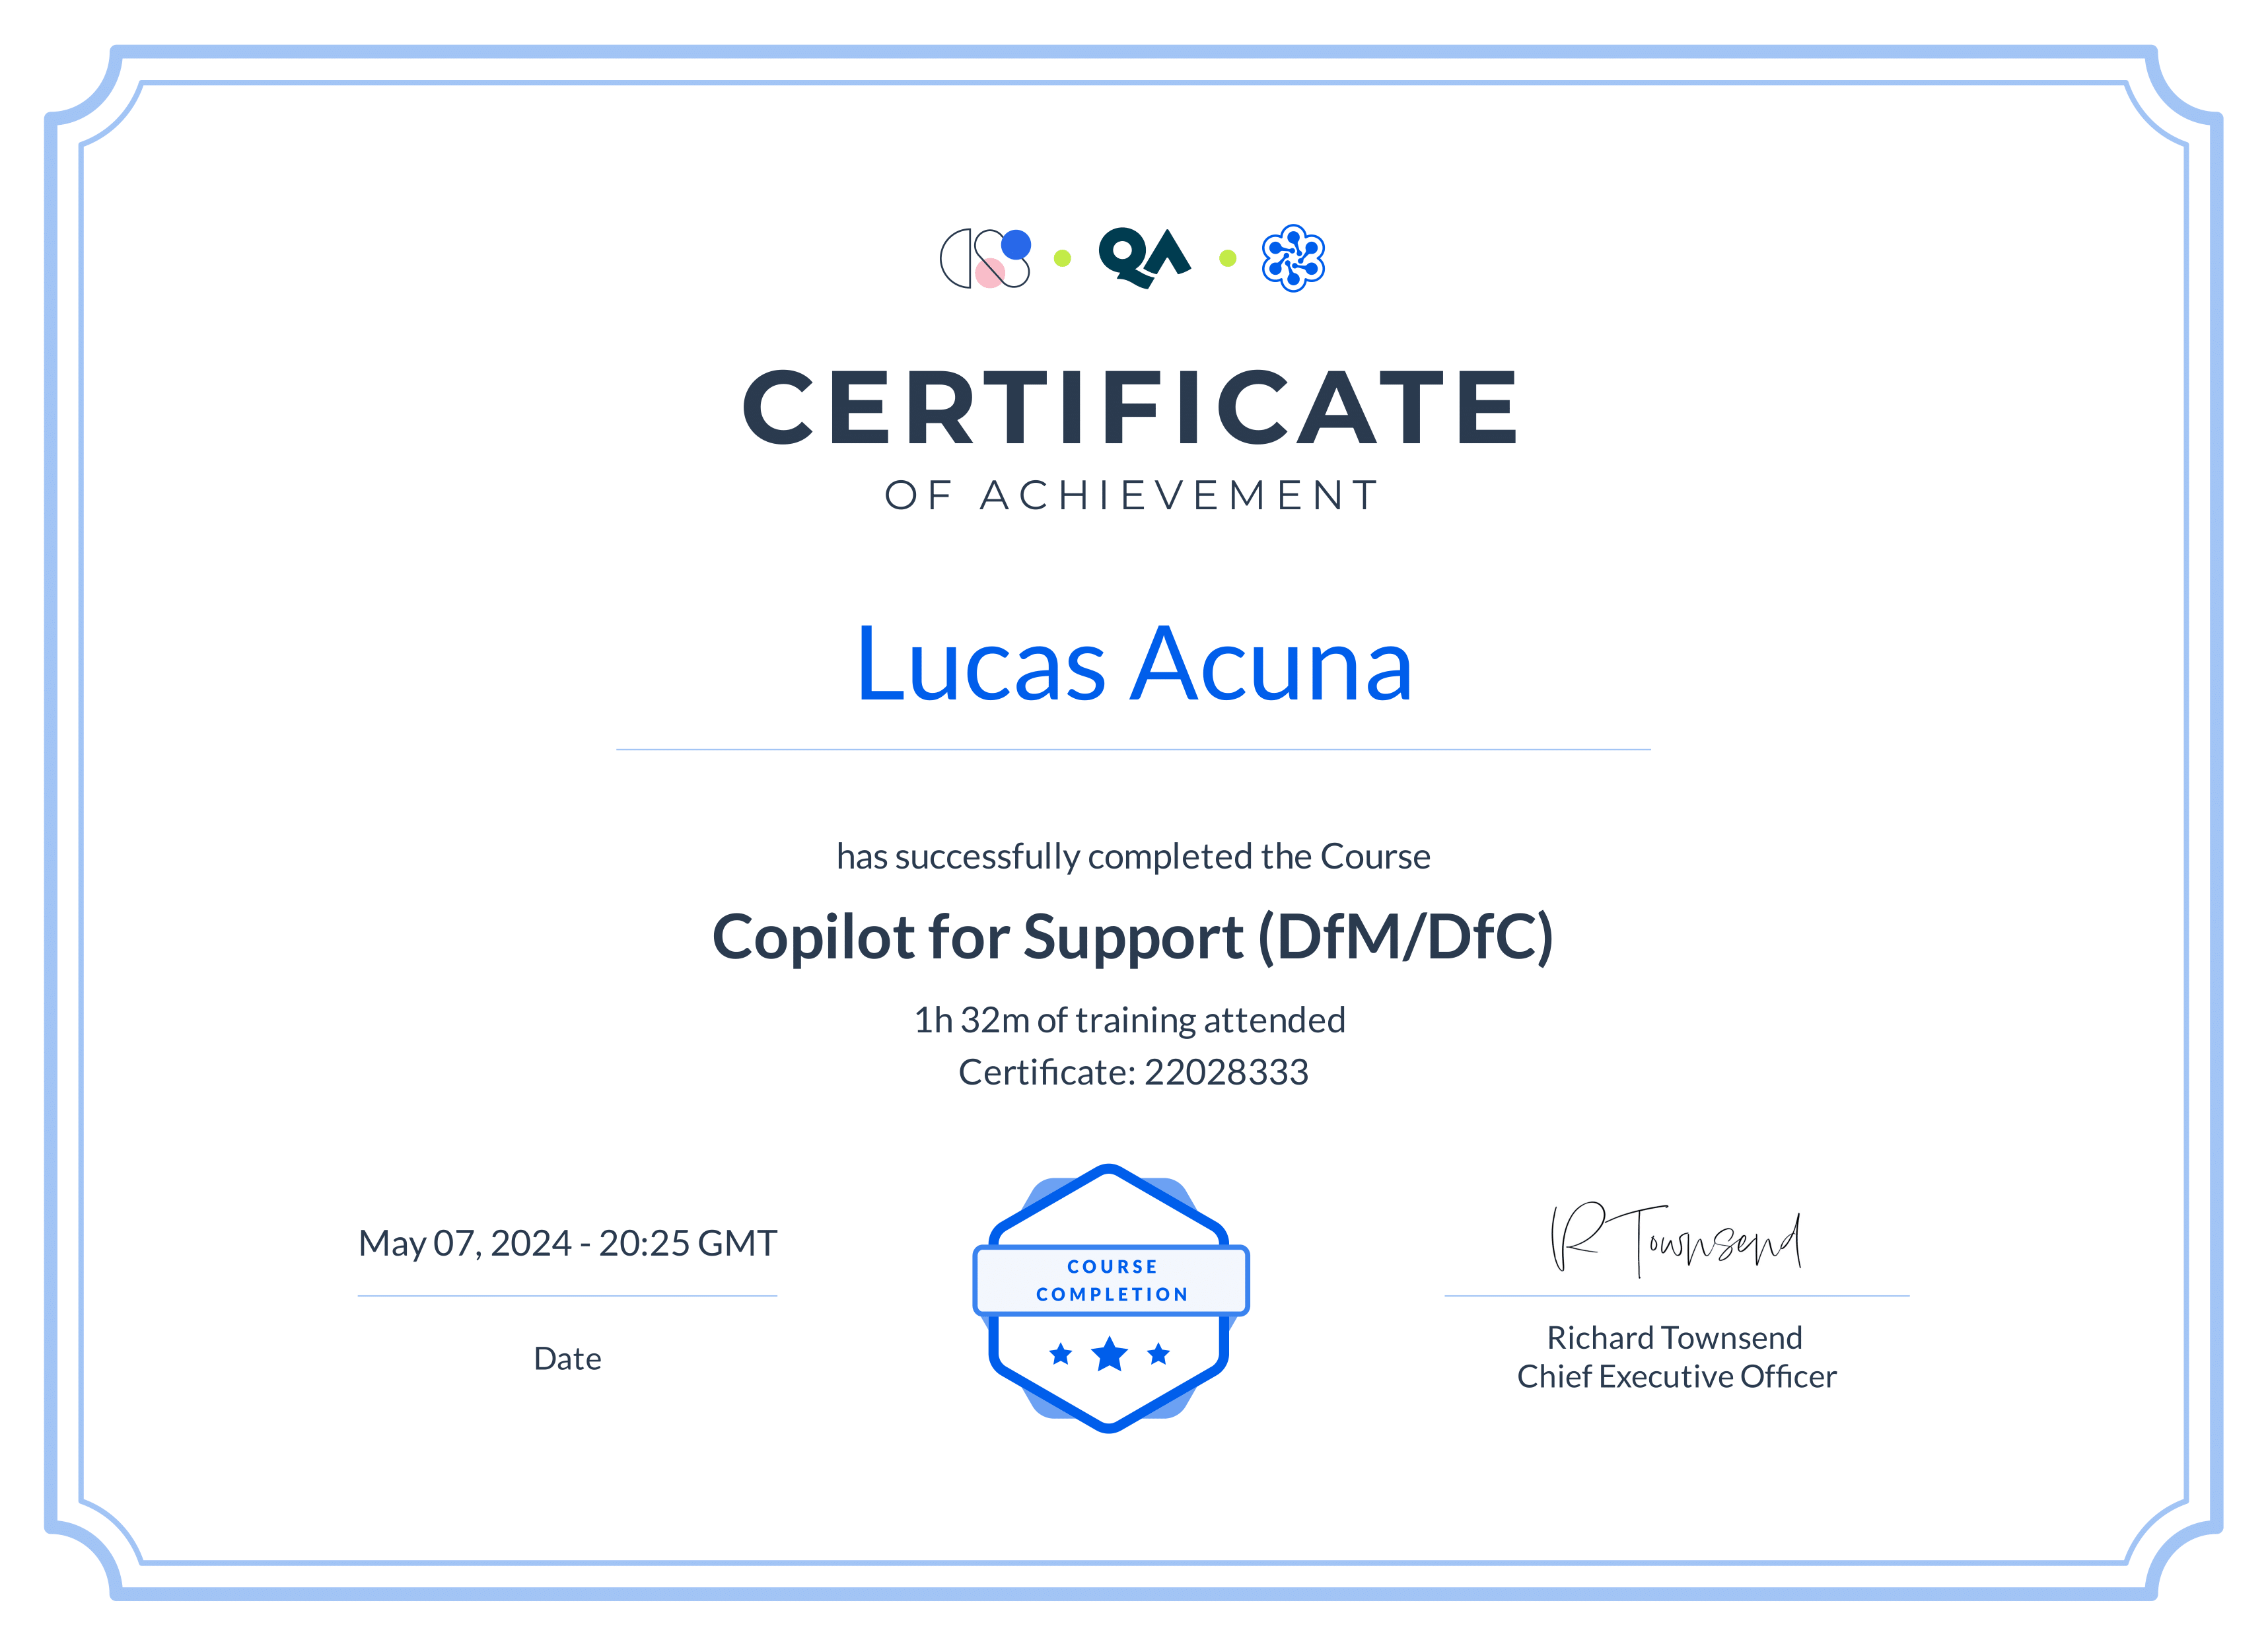 QA
CERTIFICATE
OF ACHIEVEMENT
Lucas Acuna
has successfully completed the Course
Copilot for Support (DfM/DfC)
1h 32m of training attended
Certificate: 22028333
May 07, 2024 - 20:25 GMT
Date
COURSE
COMPLETION
R Townsend
Richard Townsend
Chief Executive Officer